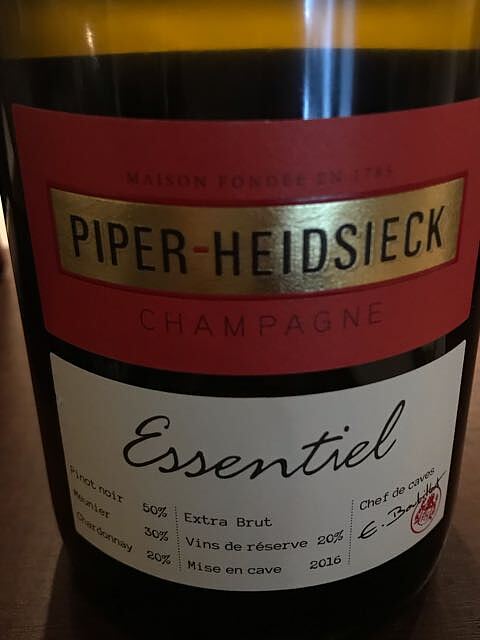 MAISON FONDÉE EN 1785
PIPER-HEIDSIECK
CHAMPAGNE
Essentiel
Pinot noir 50%
Meunier 30%
Chardonnay 20%
Extra Brut
Vins de réserve 20%
Mise en cave 2016
Chef de caves